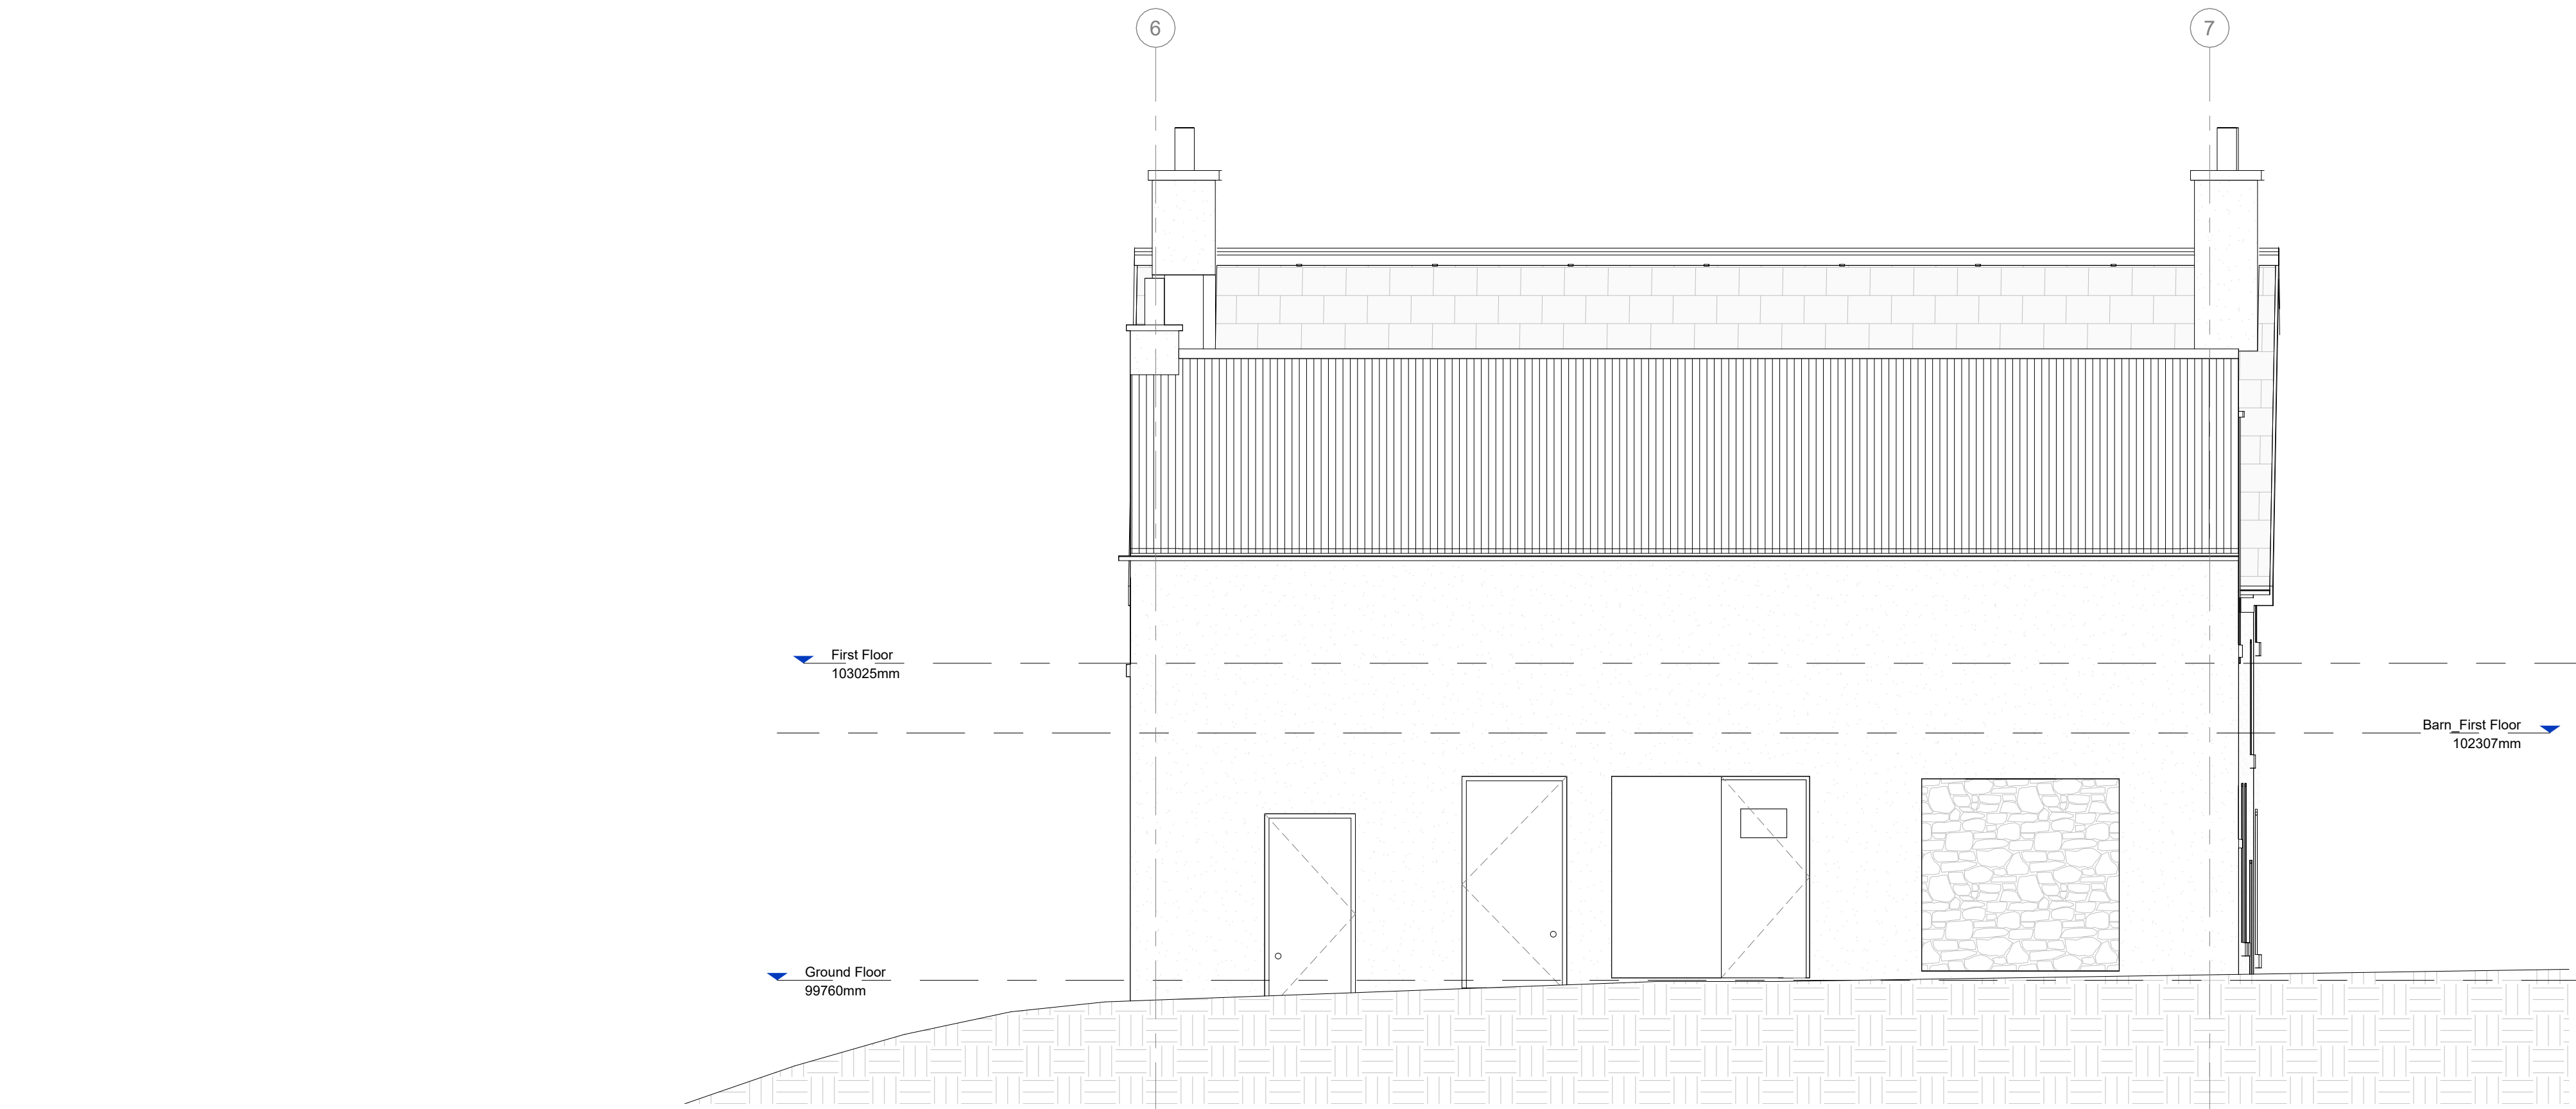 6
7
First Floor
103025mm
Barn_First Floor
102307mm
Ground Floor
99760mm